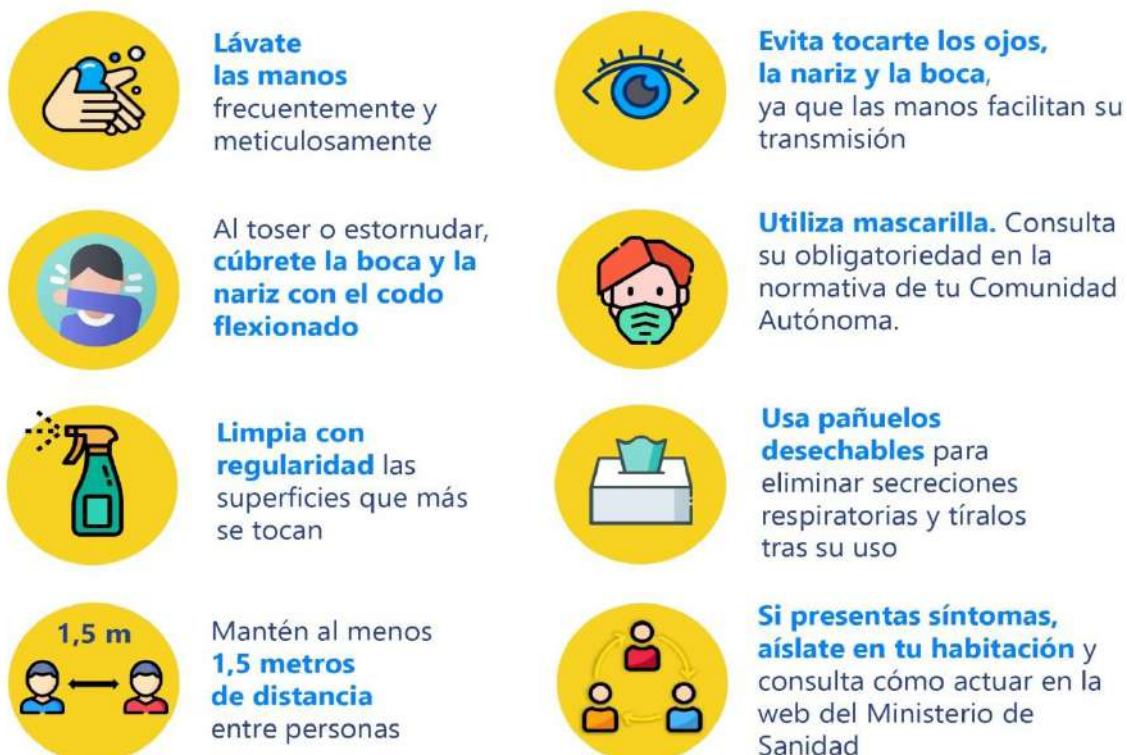 Lávate
las manos
frecuentemente y
meticulosamente
Evita tocarte los ojos,
la nariz y la boca,
ya que las manos facilitan su
transmisión
Al toser o estornudar,
cúbrete la boca y la
nariz con el codo
flexionado
Utiliza mascarilla. Consulta
su obligatoriedad en la
normativa de tu Comunidad
Autónoma.
Limpia con
regularidad las
superficies que más
se tocan
Usa pañuelos
desechables para
eliminar secreciones
respiratorias y tíralos
tras su uso
1,5 m
Mantén al menos
1,5 metros
de distancia
entre personas
Si presentas síntomas,
aíslate en tu habitación y
consulta cómo actuar en la
web del Ministerio de
Sanidad